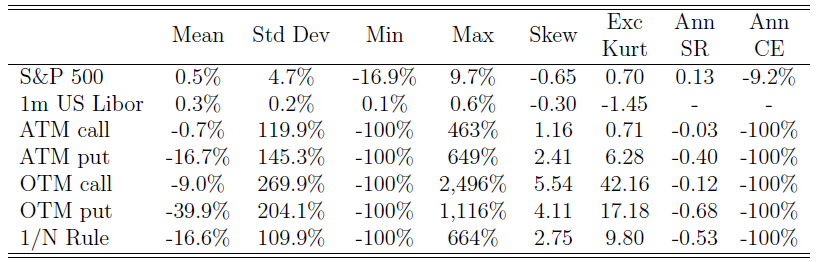 Mean Std Dev Min Max Skew Exc Kurt Ann SR Ann CE
S&P 500 0.5% 4.7% -16.9% 9.7% -0.65 0.70 0.13 -9.2%
1m US Libor 0.3% 0.2% 0.1% 0.6% -0.30 -1.45 - -
ATM call -0.7% 119.9% -100% 463% 1.16 0.71 -0.03 -100%
ATM put -16.7% 145.3% -100% 649% 2.41 6.28 -0.40 -100%
OTM call -9.0% 269.9% -100% 2,496% 5.54 42.16 -0.12 -100%
OTM put -39.9% 204.1% -100% 1,116% 4.11 17.18 -0.68 -100%
1/N Rule -16.6% 109.9% -100% 664% 2.75 9.80 -0.53 -100%